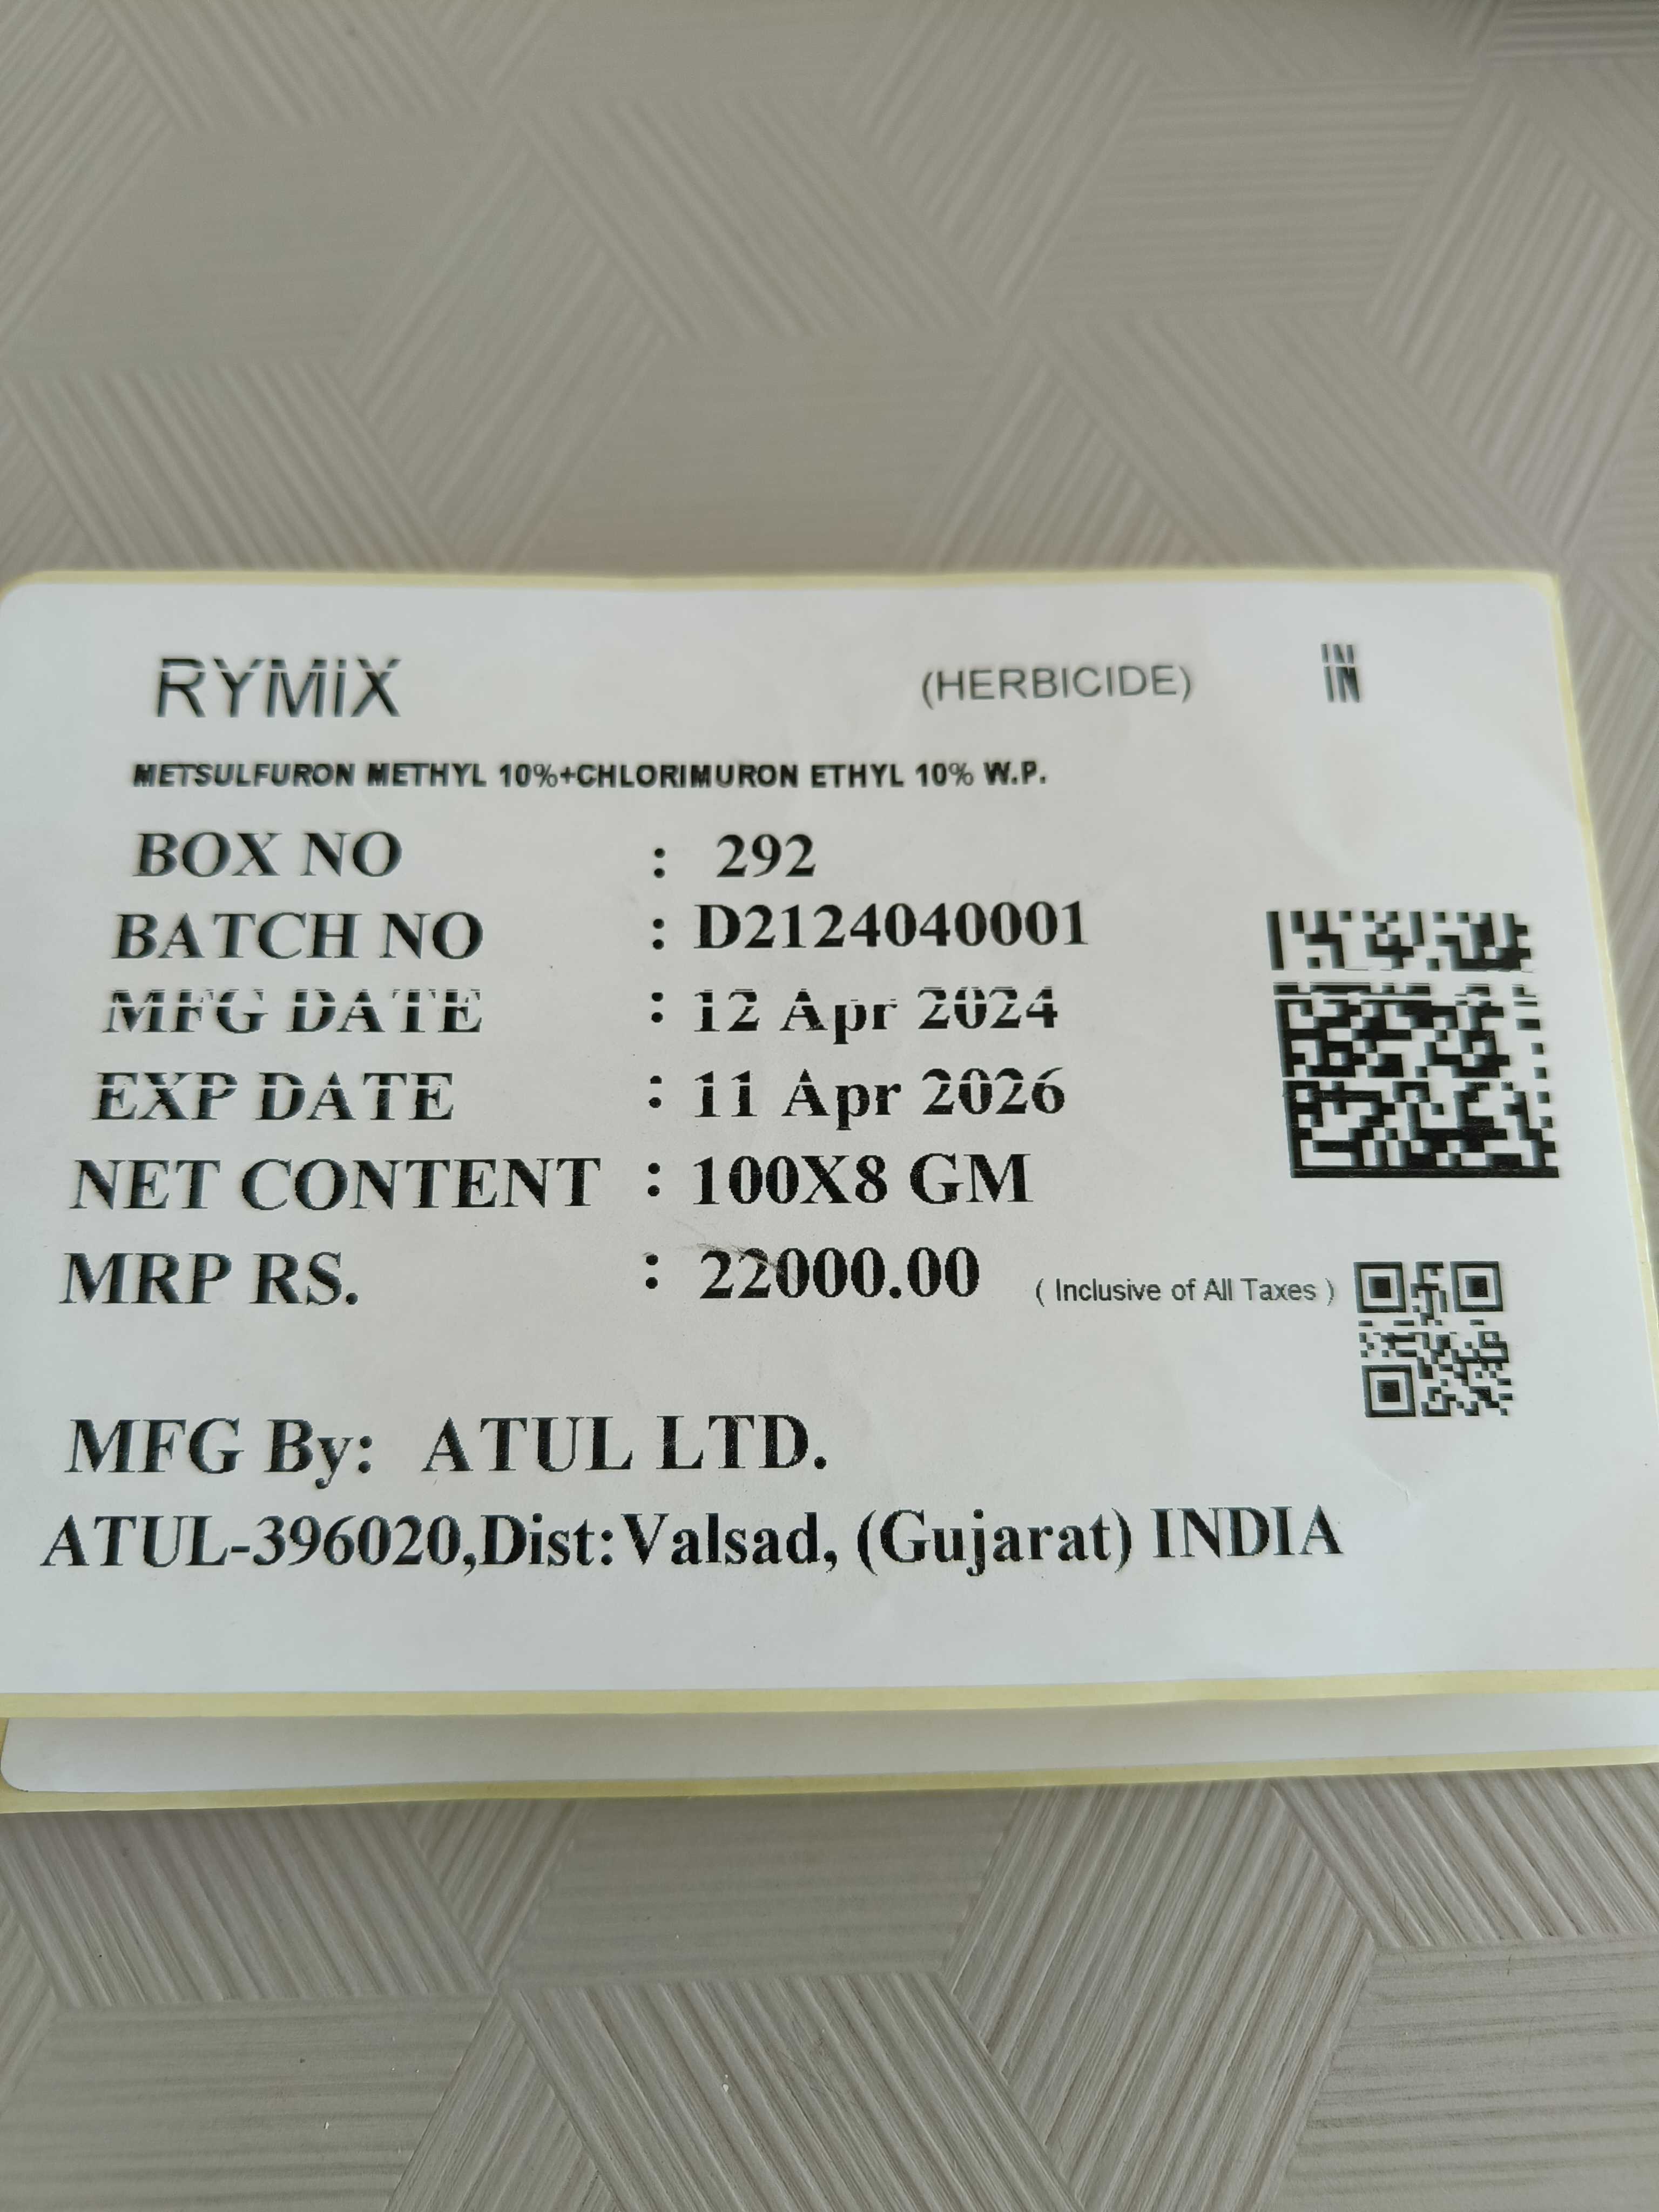 RYMiX (HERBICIDE) IN
IN
METSULFURON METHYL 10%+CHLORIMURON ETHYL 10% W.P.
BOX NO : 292
BATCH NO : D2124040001
MFG DATE : 12 Apr 2024
EXP DATE : 11 Apr 2026
NET CONTENT : 100X8 GM
MRP RS. : 22000.00 ( Inclusive of All Taxes )
MFG By: ATUL LTD.
ATUL-396020,Dist:Valsad, (Gujarat) INDIA